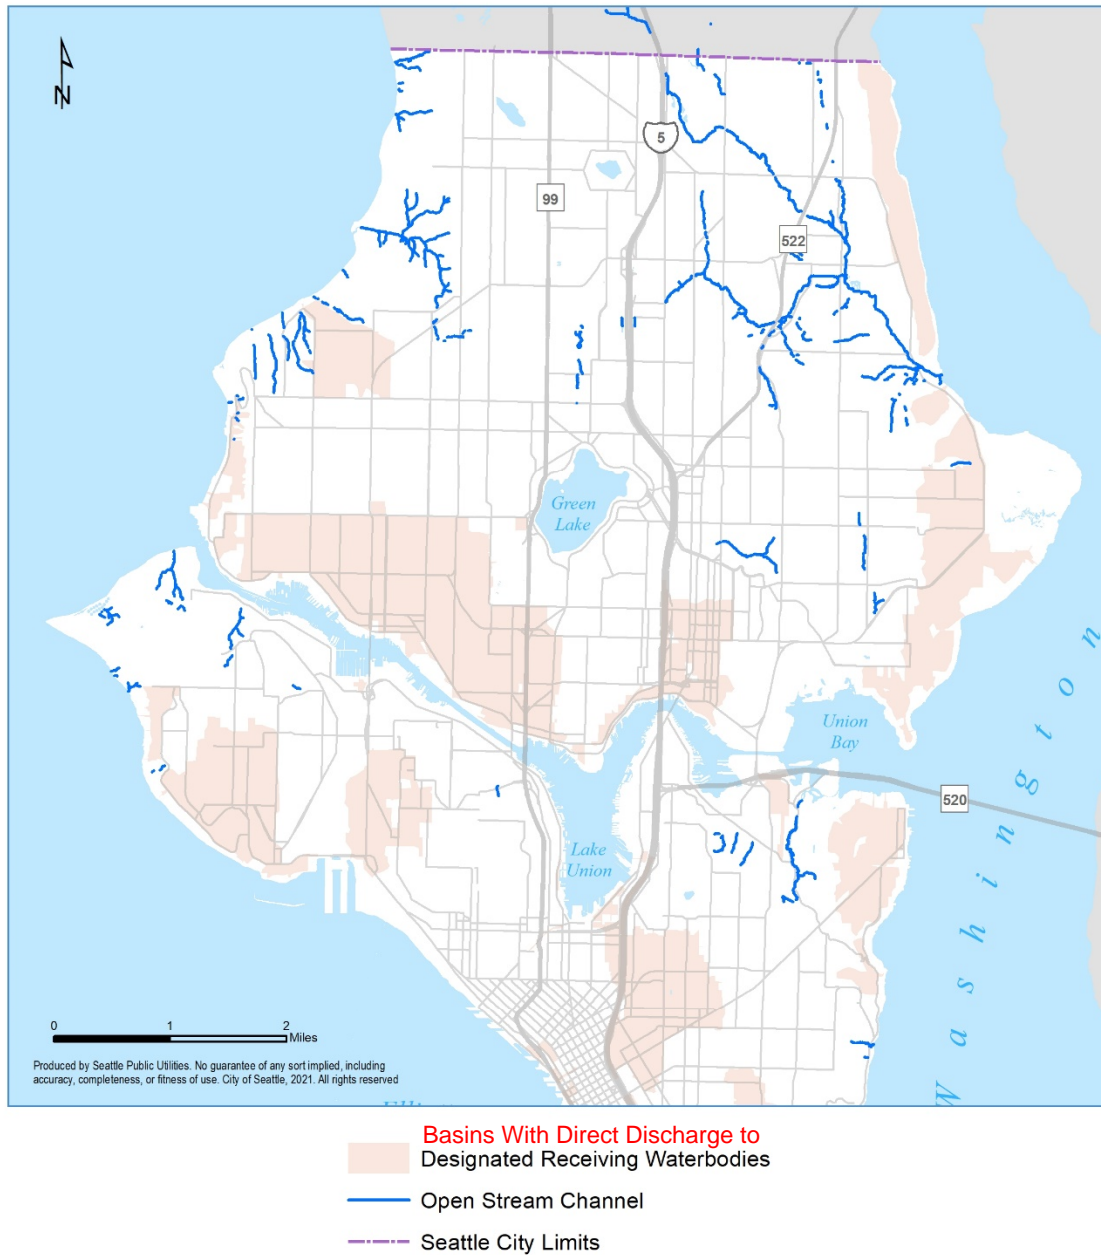 N
5
99
522
Green
Lake
Union
Bay
520
Lake
Union
Washington
0 1 2
Miles
Produced by Seattle Public Utilities. No guarantee of any sort implied, including
accuracy, completeness, or fitness of use. City of Seattle, 2021. All rights reserved
Basins With Direct Discharge to
Designated Receiving Waterbodies
Open Stream Channel
Seattle City Limits